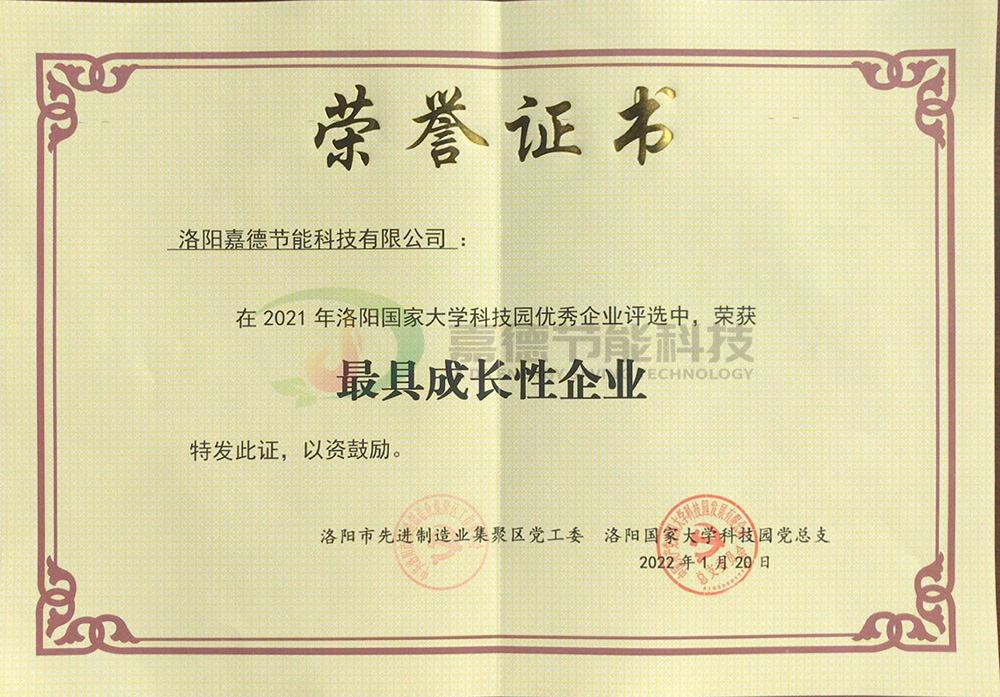 荣誉证书
洛阳嘉德节能科技有限公司：
在2021年洛阳国家大学科技园优秀企业评选中，荣获
嘉德节能科技
TECHNOLOGY
最具成长性企业
特发此证，以资鼓励。
洛阳市先进制造业集聚区党工委 洛阳国家大学科技园党总支
2022年1月20日